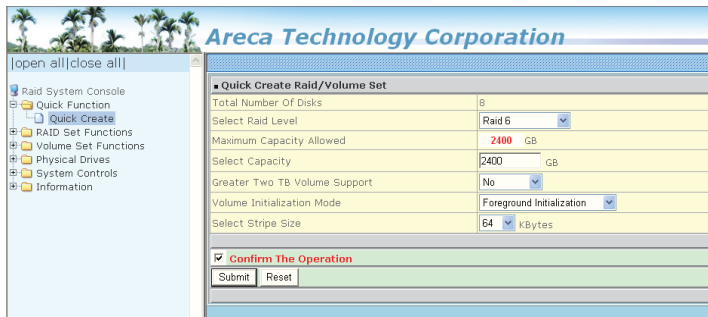 Areca Technology Corporation
|open all|close all|
Raid System Console
Quick Function
Quick Create
RAID Set Functions
Volume Set Functions
Physical Drives
System Controls
Information
Quick Create Raid/Volume Set
Total Number Of Disks 8
Select Raid Level Raid 6
Maximum Capacity Allowed 2400 GB
Select Capacity 2400 GB
Greater Two TB Volume Support No
Volume Initialization Mode Foreground Initialization
Select Stripe Size 64 KBytes
Confirm The Operation
Submit Reset